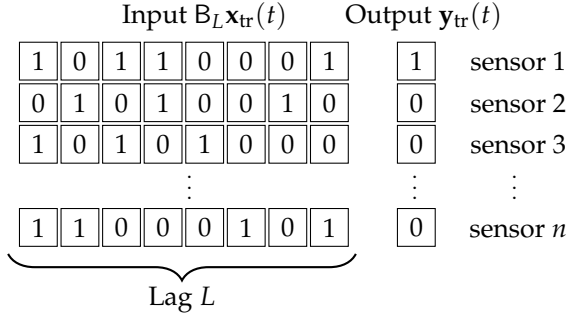 Input B_L x_tr(t) Output y_tr(t)
1 0 1 1 0 0 0 1 1 sensor 1
0 1 0 1 0 0 1 0 0 sensor 2
1 0 1 0 1 0 0 0 0 sensor 3
⋮ ⋮ ⋮
1 1 0 0 0 1 0 1 0 sensor n
Lag L